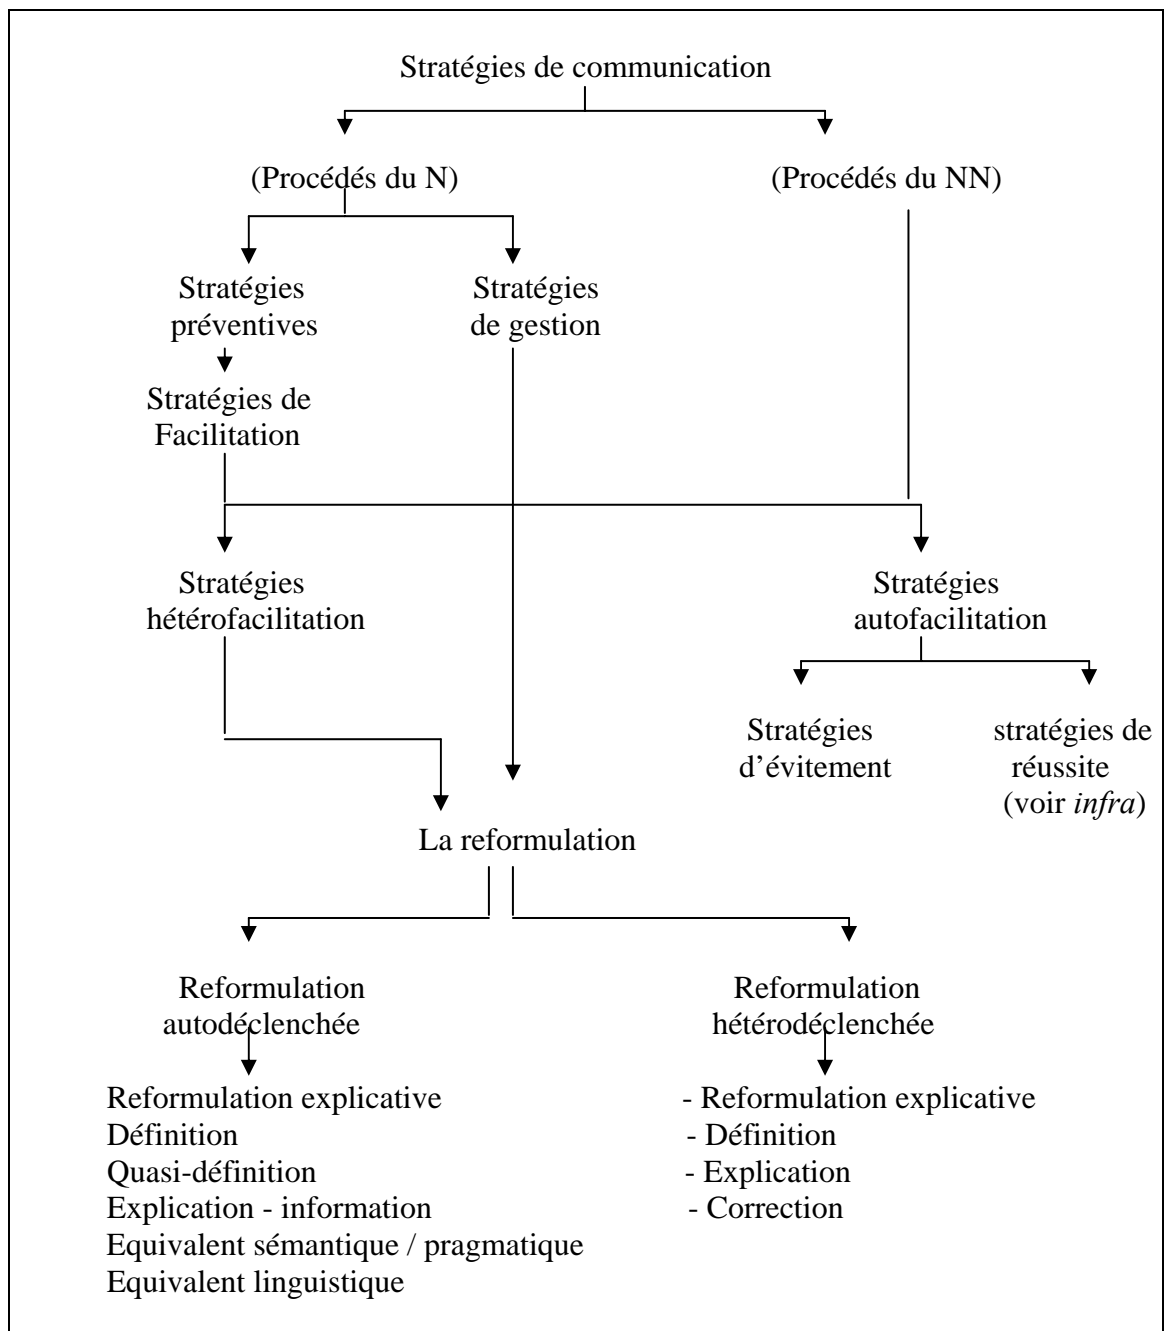 Stratégies de communication
(Procédés du N)
(Procédés du NN)
Stratégies
préventives
Stratégies
de gestion
Stratégies de
Facilitation
Stratégies
hétérofacilitation
Stratégies
autofacilitation
Stratégies
d’évitement
stratégies de
réussite
(voir infra)
La reformulation
Reformulation
autodéclenchée
Reformulation
hétérodéclenchée
Reformulation explicative
Définition
Quasi-définition
Explication - information
Equivalent sémantique / pragmatique
Equivalent linguistique
- Reformulation explicative
- Définition
- Explication
- Correction